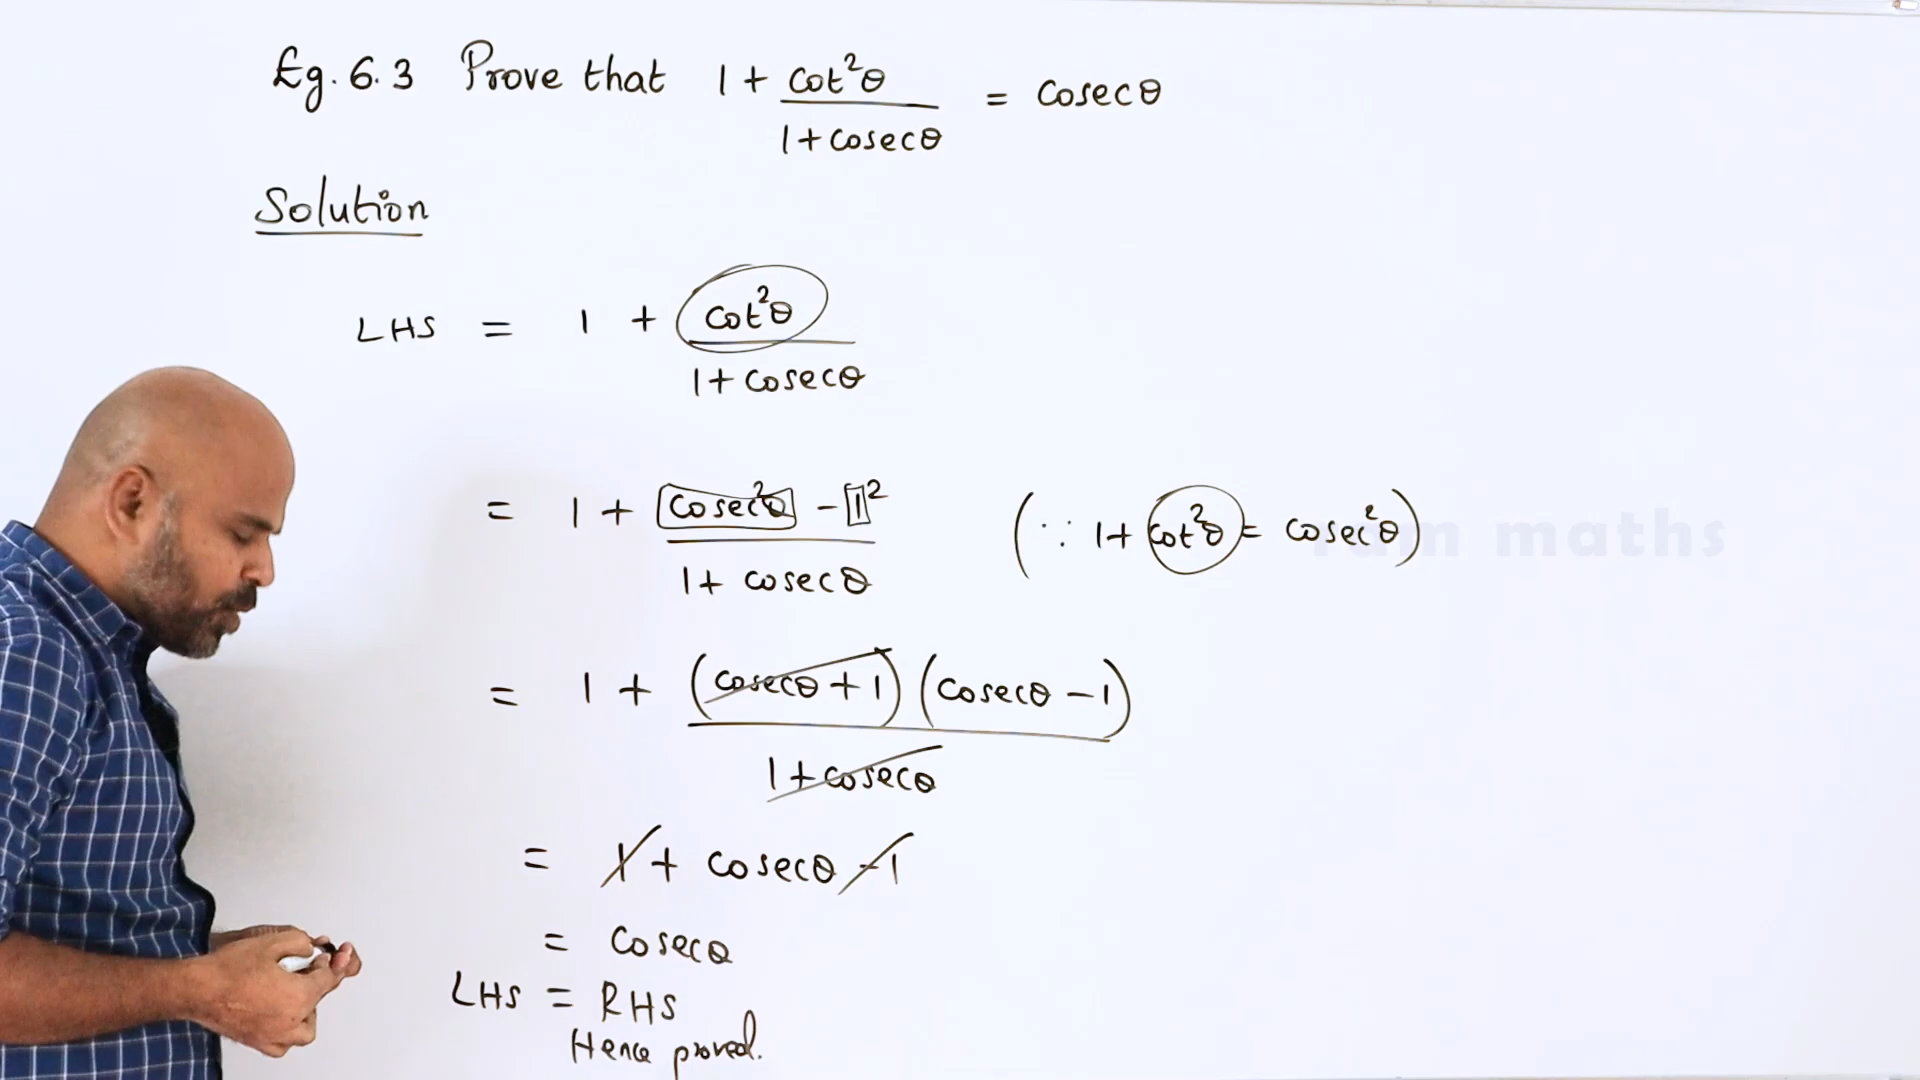 Eg. 6.3 Prove that 1 + cot²θ / 1+cosecθ = cosecθ
Solution
LHS = 1 + cot²θ / 1+cosecθ
= 1 + cosec²θ - 1² / 1+ cosecθ (∵ 1+ cot²θ = cosec²θ)
maths
= 1 + (cosecθ + 1) (cosecθ - 1) / 1+cosecθ
= 1 + cosecθ - 1
= cosecθ
LHS = RHS
Hence proved.